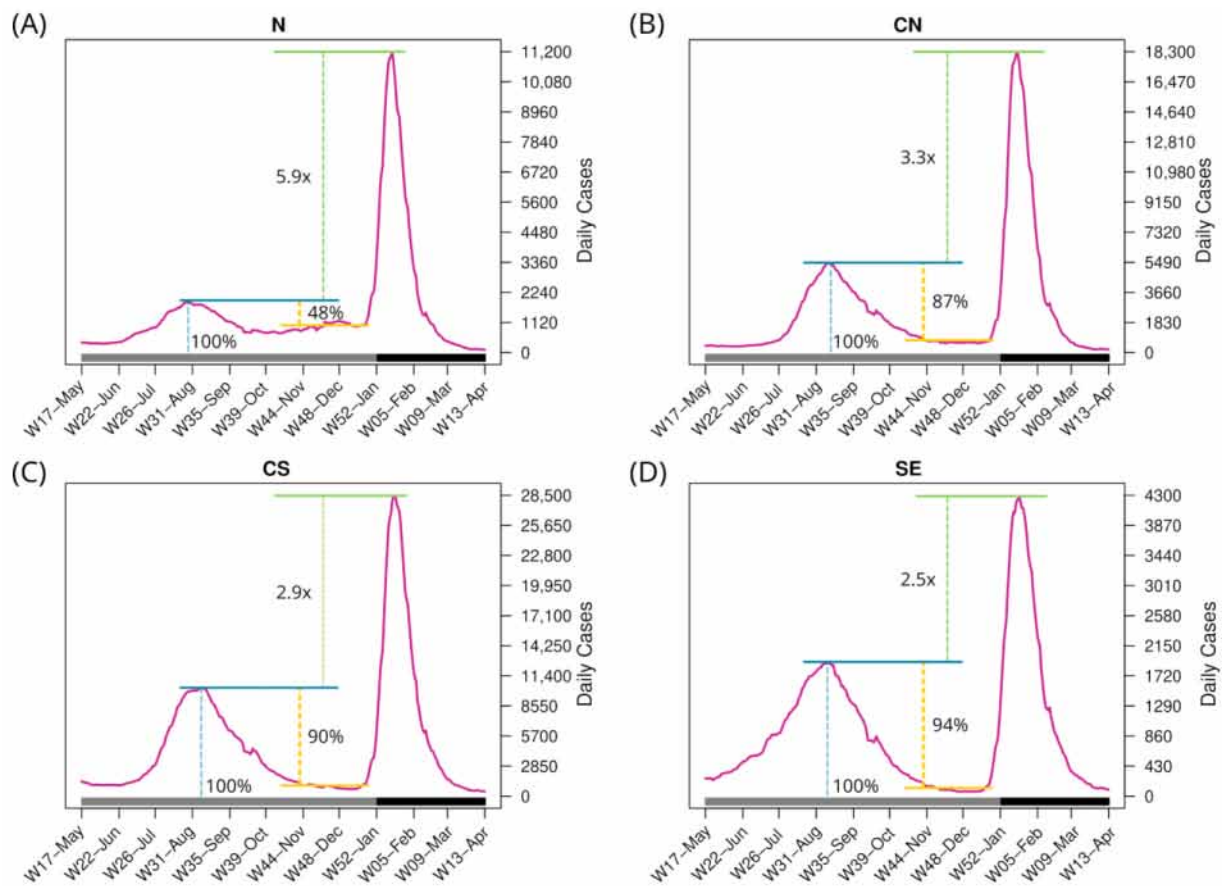 (A)
N
11,200
10,080
8960
7840
6720
5600
4480
3360
2240
1120
0
Daily Cases
5.9x
48%
100%
W17–May
W22–Jun
W26–Jul
W31–Aug
W35–Sep
W39–Oct
W44–Nov
W48–Dec
W52–Jan
W05–Feb
W09–Mar
W13–Apr
(B)
CN
18,300
16,470
14,640
12,810
10,980
9150
7320
5490
3660
1830
0
Daily Cases
3.3x
87%
100%
W17–May
W22–Jun
W26–Jul
W31–Aug
W35–Sep
W39–Oct
W44–Nov
W48–Dec
W52–Jan
W05–Feb
W09–Mar
W13–Apr
(C)
CS
28,500
25,650
22,800
19,950
17,100
14,250
11,400
8550
5700
2850
0
Daily Cases
2.9x
90%
100%
W17–May
W22–Jun
W26–Jul
W31–Aug
W35–Sep
W39–Oct
W44–Nov
W48–Dec
W52–Jan
W05–Feb
W09–Mar
W13–Apr
(D)
SE
4300
3870
3440
3010
2580
2150
1720
1290
860
430
0
Daily Cases
2.5x
94%
100%
W17–May
W22–Jun
W26–Jul
W31–Aug
W35–Sep
W39–Oct
W44–Nov
W48–Dec
W52–Jan
W05–Feb
W09–Mar
W13–Apr